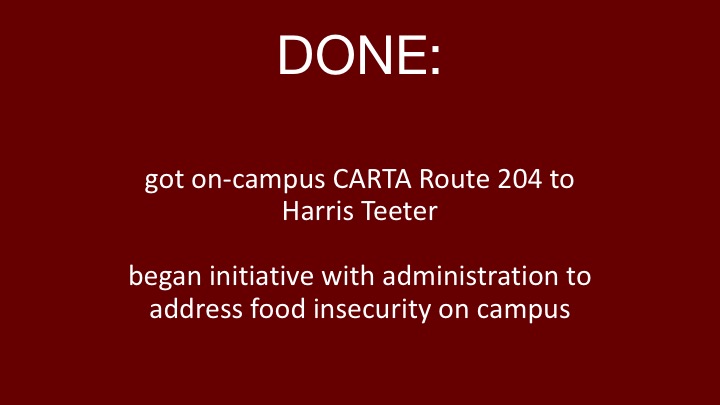 DONE:
got on-campus CARTA Route 204 to
Harris Teeter
began initiative with administration to
address food insecurity on campus